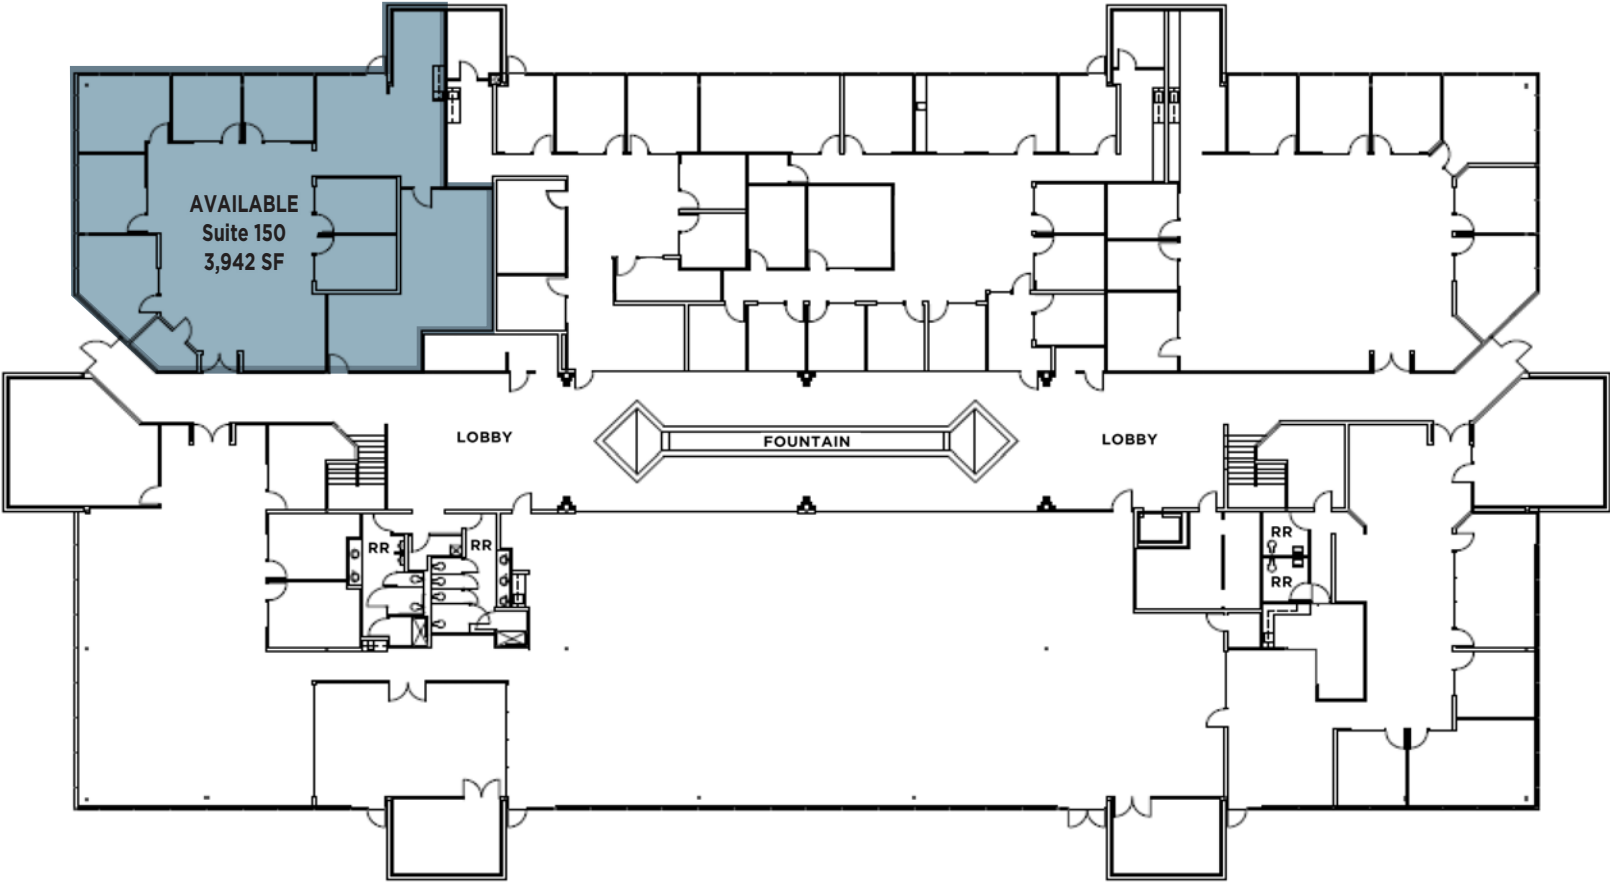 AVAILABLE
Suite 150
3,942 SF
LOBBY
FOUNTAIN
LOBBY
RR
RR
RR
RR